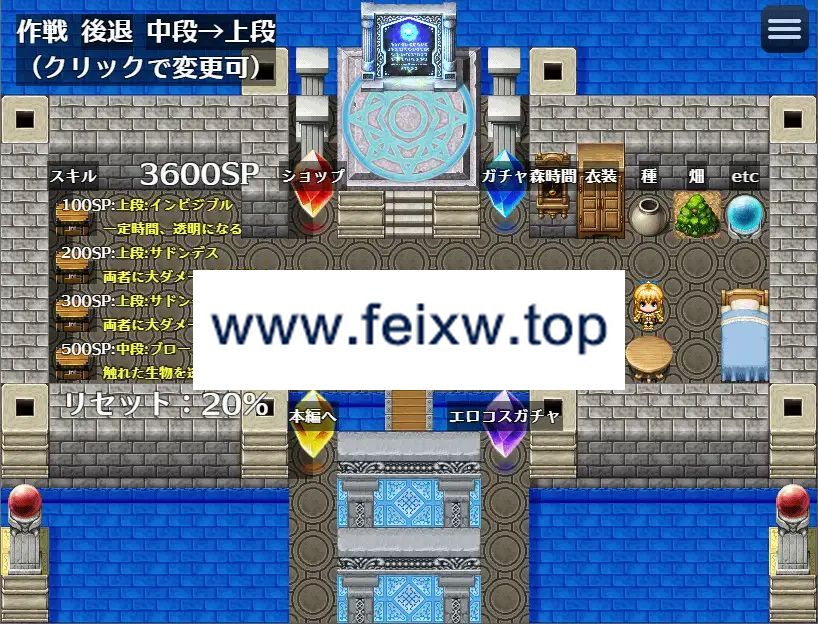 作戦 後退 中段→上段
（クリックで変更可）
スキル 3600SP ショップ ガチャ 森時間 衣装 種 畑 etc
100SP:上段:インビジブル
一定時間、透明になる
200SP:上段:サドンデス
両者に大ダメー
300SP:上段:サドン
両者に大ダメー
www.feixw.top
500SP:中段:ブロー
触れた生物を
リセット：20%
本編へ エロコスガチャ